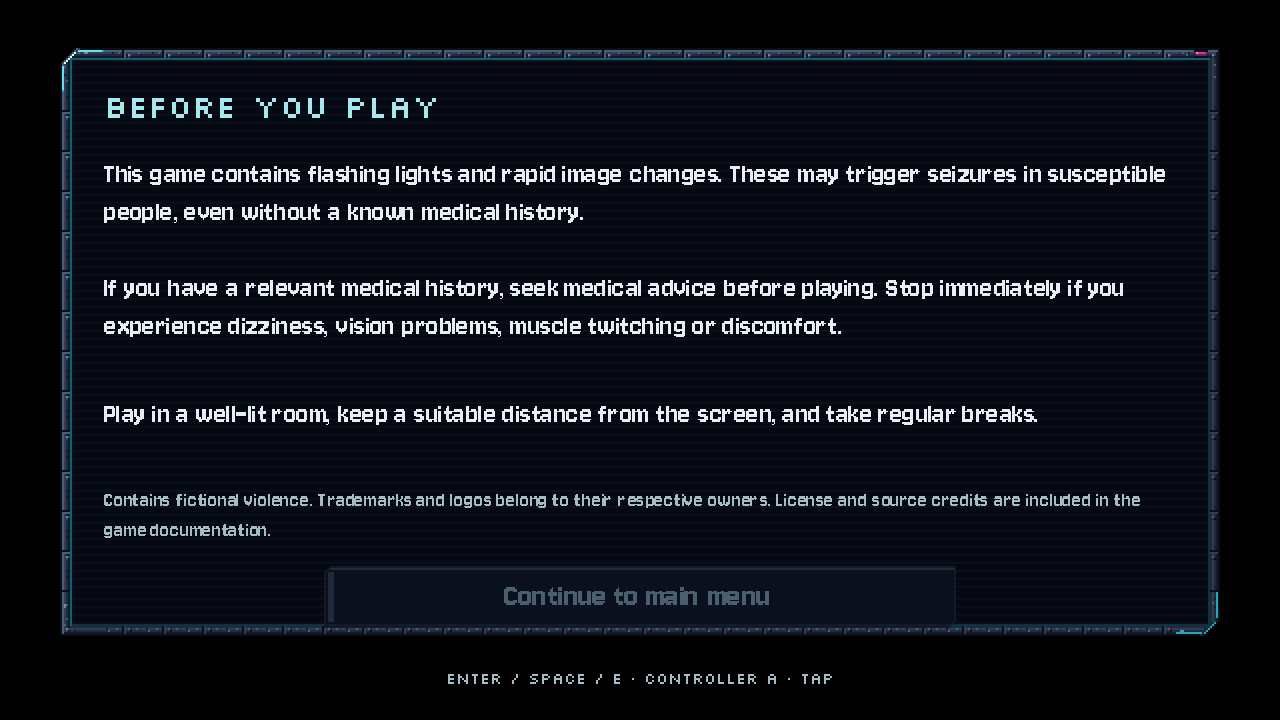 BEFORE YOU PLAY
This game contains flashing lights and rapid image changes. These may trigger seizures in susceptible
people, even without a known medical history.
If you have a relevant medical history, seek medical advice before playing. Stop immediately if you
experience dizziness, vision problems, muscle twitching or discomfort.
Play in a well-lit room, keep a suitable distance from the screen, and take regular breaks.
Contains fictional violence. Trademarks and logos belong to their respective owners. License and source credits are included in the
game documentation.
Continue to main menu
ENTER / SPACE / E · CONTROLLER A · TAP